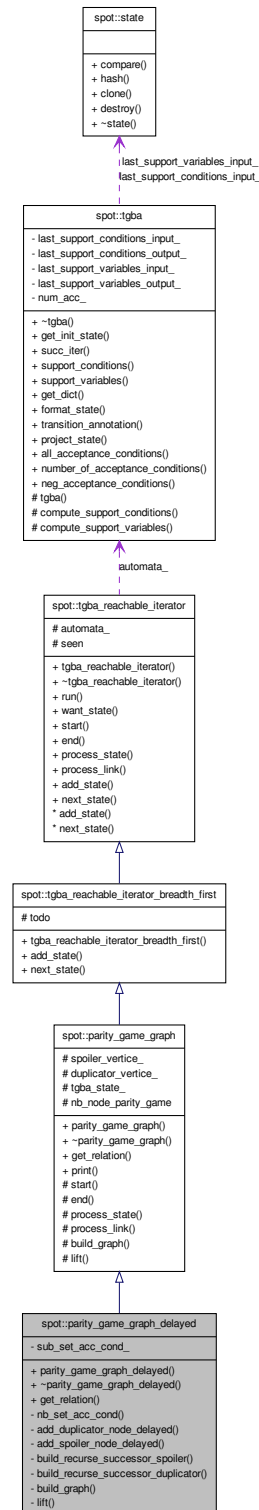 spot::state
+ compare()
+ hash()
+ clone()
+ destroy()
+ ~state()
last_support_variables_input_
last_support_conditions_input_
spot::tgba
- last_support_conditions_input_
- last_support_conditions_output_
- last_support_variables_input_
- last_support_variables_output_
- num_acc_
+ ~tgba()
+ get_init_state()
+ succ_iter()
+ support_conditions()
+ support_variables()
+ get_dict()
+ format_state()
+ transition_annotation()
+ project_state()
+ all_acceptance_conditions()
+ number_of_acceptance_conditions()
+ neg_acceptance_conditions()
# tgba()
# compute_support_conditions()
# compute_support_variables()
automata_
spot::tgba_reachable_iterator
# automata_
# seen
+ tgba_reachable_iterator()
+ ~tgba_reachable_iterator()
+ run()
+ want_state()
+ start()
+ end()
+ process_state()
+ process_link()
+ add_state()
+ next_state()
* add_state()
* next_state()
spot::tgba_reachable_iterator_breadth_first
# todo
+ tgba_reachable_iterator_breadth_first()
+ add_state()
+ next_state()
spot::parity_game_graph
# spoiler_vertice_
# duplicator_vertice_
# tgba_state_
# nb_node_parity_game
+ parity_game_graph()
+ ~parity_game_graph()
+ get_relation()
+ print()
# start()
# end()
# process_state()
# process_link()
# build_graph()
# lift()
spot::parity_game_graph_delayed
- sub_set_acc_cond_
+ parity_game_graph_delayed()
+ ~parity_game_graph_delayed()
+ get_relation()
- nb_set_acc_cond()
- add_duplicator_node_delayed()
- add_spoiler_node_delayed()
- build_recurse_successor_spoiler()
- build_recurse_successor_duplicator()
- build_graph()
- lift()